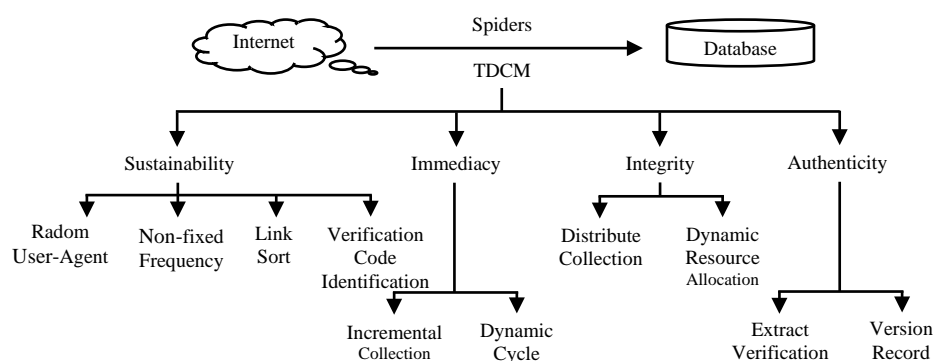 Spiders
Internet
Database
TDCM
Sustainability
Immediacy
Integrity
Authenticity
Radom
User-Agent
Non-fixed
Frequency
Link
Sort
Verification
Code
Identification
Distribute
Collection
Dynamic
Resource
Allocation
Incremental
Collection
Dynamic
Cycle
Extract
Verification
Version
Record